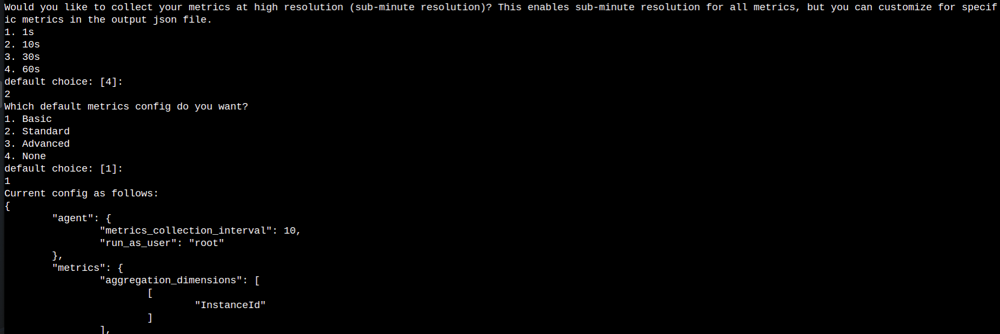 Would you like to collect your metrics at high resolution (sub-minute resolution)? This enables sub-minute resolution for all metrics, but you can customize for specif
ic metrics in the output json file.
1. 1s
2. 10s
3. 30s
4. 60s
default choice: [4]:
2
Which default metrics config do you want?
1. Basic
2. Standard
3. Advanced
4. None
default choice: [1]:
1
Current config as follows:
{
	"agent": {
		"metrics_collection_interval": 10,
		"run_as_user": "root"
	},
	"metrics": {
		"aggregation_dimensions": [
			[
				"InstanceId"
			]
		],